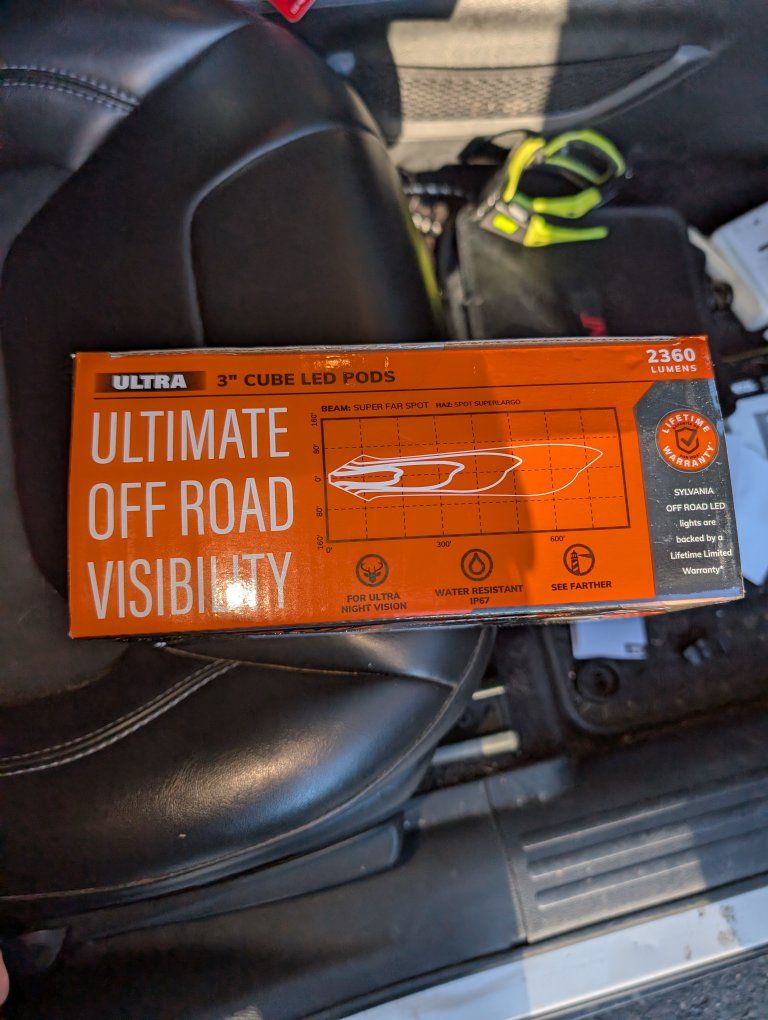 ULTRA 3" CUBE LED PODS
2360
LUMENS
ULTIMATE
OFF ROAD
VISIBILITY
BEAM: SUPER FAR SPOT HAZ: SPOT SUPERLARGO
160'
80'
0'
80'
160'
0' 300' 600'
FOR ULTRA
NIGHT VISION
WATER RESISTANT
IP67
SEE FARTHER
LIFETIME
WARRANTY*
SYLVANIA
OFF ROAD LED
lights are
backed by a
Lifetime Limited
Warranty*